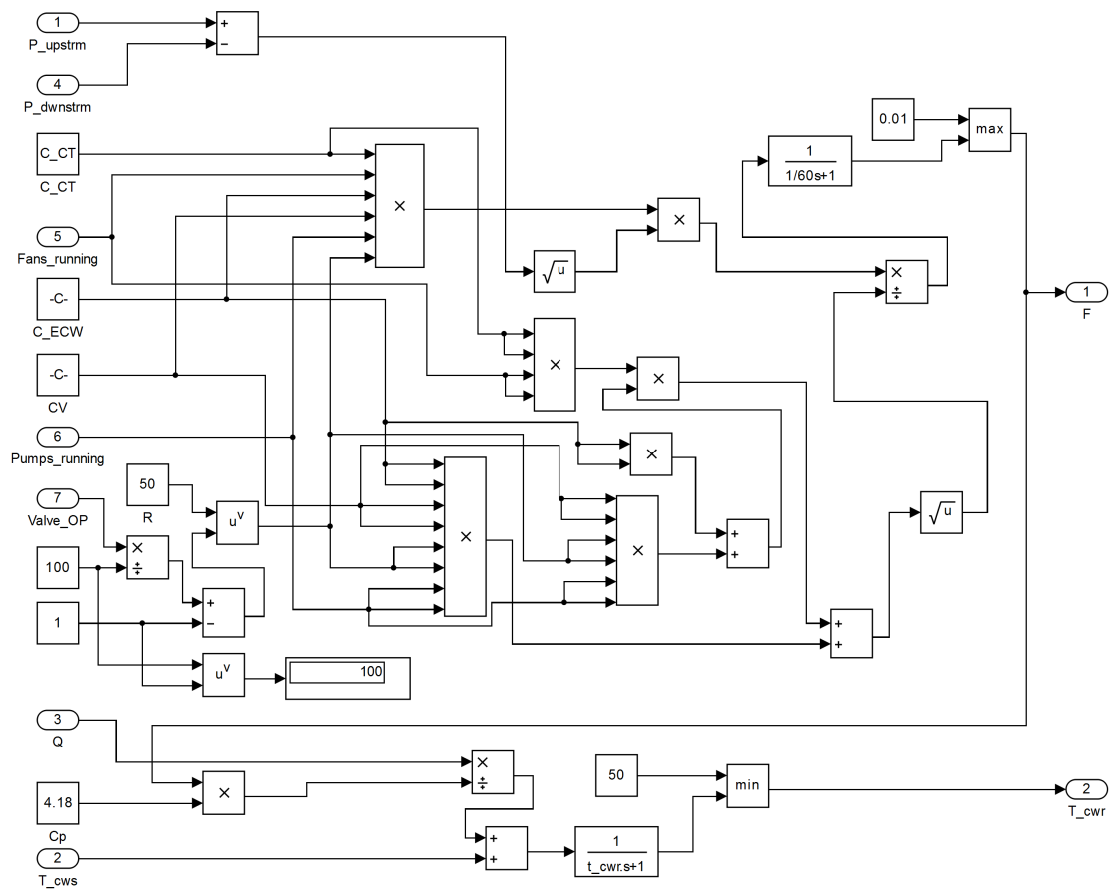 1
P_upstrm
+
−
4
P_dwnstrm
C_CT
C_CT
5
Fans_running
-C-
C_ECW
-C-
CV
6
Pumps_running
7
Valve_OP
50
R
100
1
×
÷
+
−
u^v
u^v
100
×
×
√u
×
×
×
×
×
+
+
0.01
max
1
1/60s+1
×
÷
1
F
√u
+
+
3
Q
4.18
Cp
2
T_cws
×
×
÷
+
+
1
t_cwr.s+1
50
min
2
T_cwr